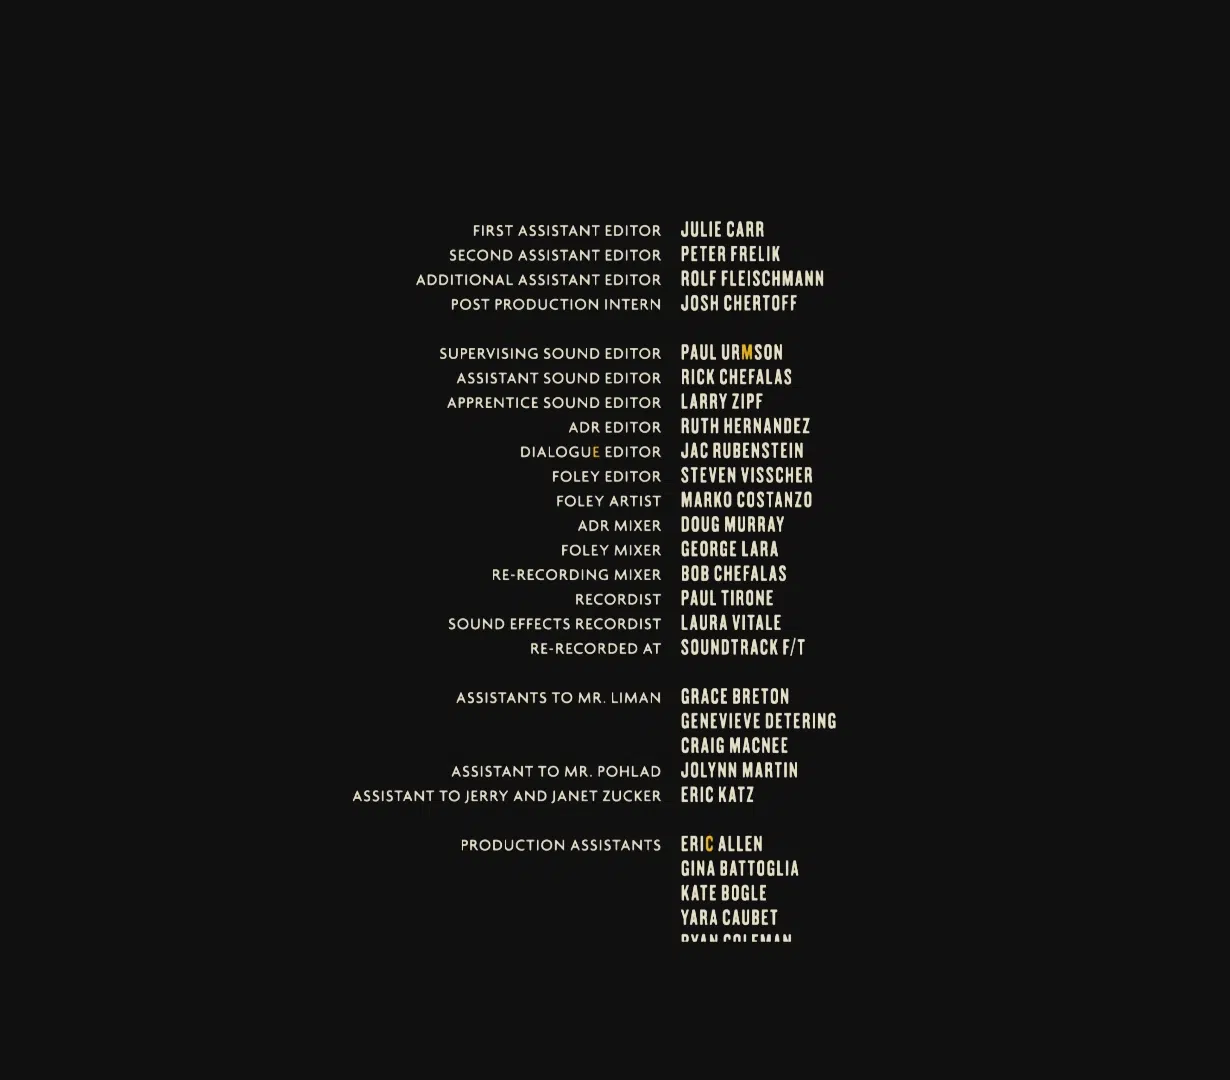 FIRST ASSISTANT EDITOR JULIE CARR
SECOND ASSISTANT EDITOR PETER FRELIK
ADDITIONAL ASSISTANT EDITOR ROLF FLEISCHMANN
POST PRODUCTION INTERN JOSH CHERTOFF
SUPERVISING SOUND EDITOR PAUL URMSON
ASSISTANT SOUND EDITOR RICK CHEFALAS
APPRENTICE SOUND EDITOR LARRY ZIPF
ADR EDITOR RUTH HERNANDEZ
DIALOGUE EDITOR JAC RUBENSTEIN
FOLEY EDITOR STEVEN VISSCHER
FOLEY ARTIST MARKO COSTANZO
ADR MIXER DOUG MURRAY
FOLEY MIXER GEORGE LARA
RE-RECORDING MIXER BOB CHEFALAS
RECORDIST PAUL TIRONE
SOUND EFFECTS RECORDIST LAURA VITALE
RE-RECORDED AT SOUNDTRACK F/T
ASSISTANTS TO MR. LIMAN GRACE BRETON
GENEVIEVE DETERING
CRAIG MACNEE
ASSISTANT TO MR. POHLAD JOLYNN MARTIN
ASSISTANT TO JERRY AND JANET ZUCKER ERIC KATZ
PRODUCTION ASSISTANTS ERIC ALLEN
GINA BATTOGLIA
KATE BOGLE
YARA CAUBET
RYAN COLEMAN